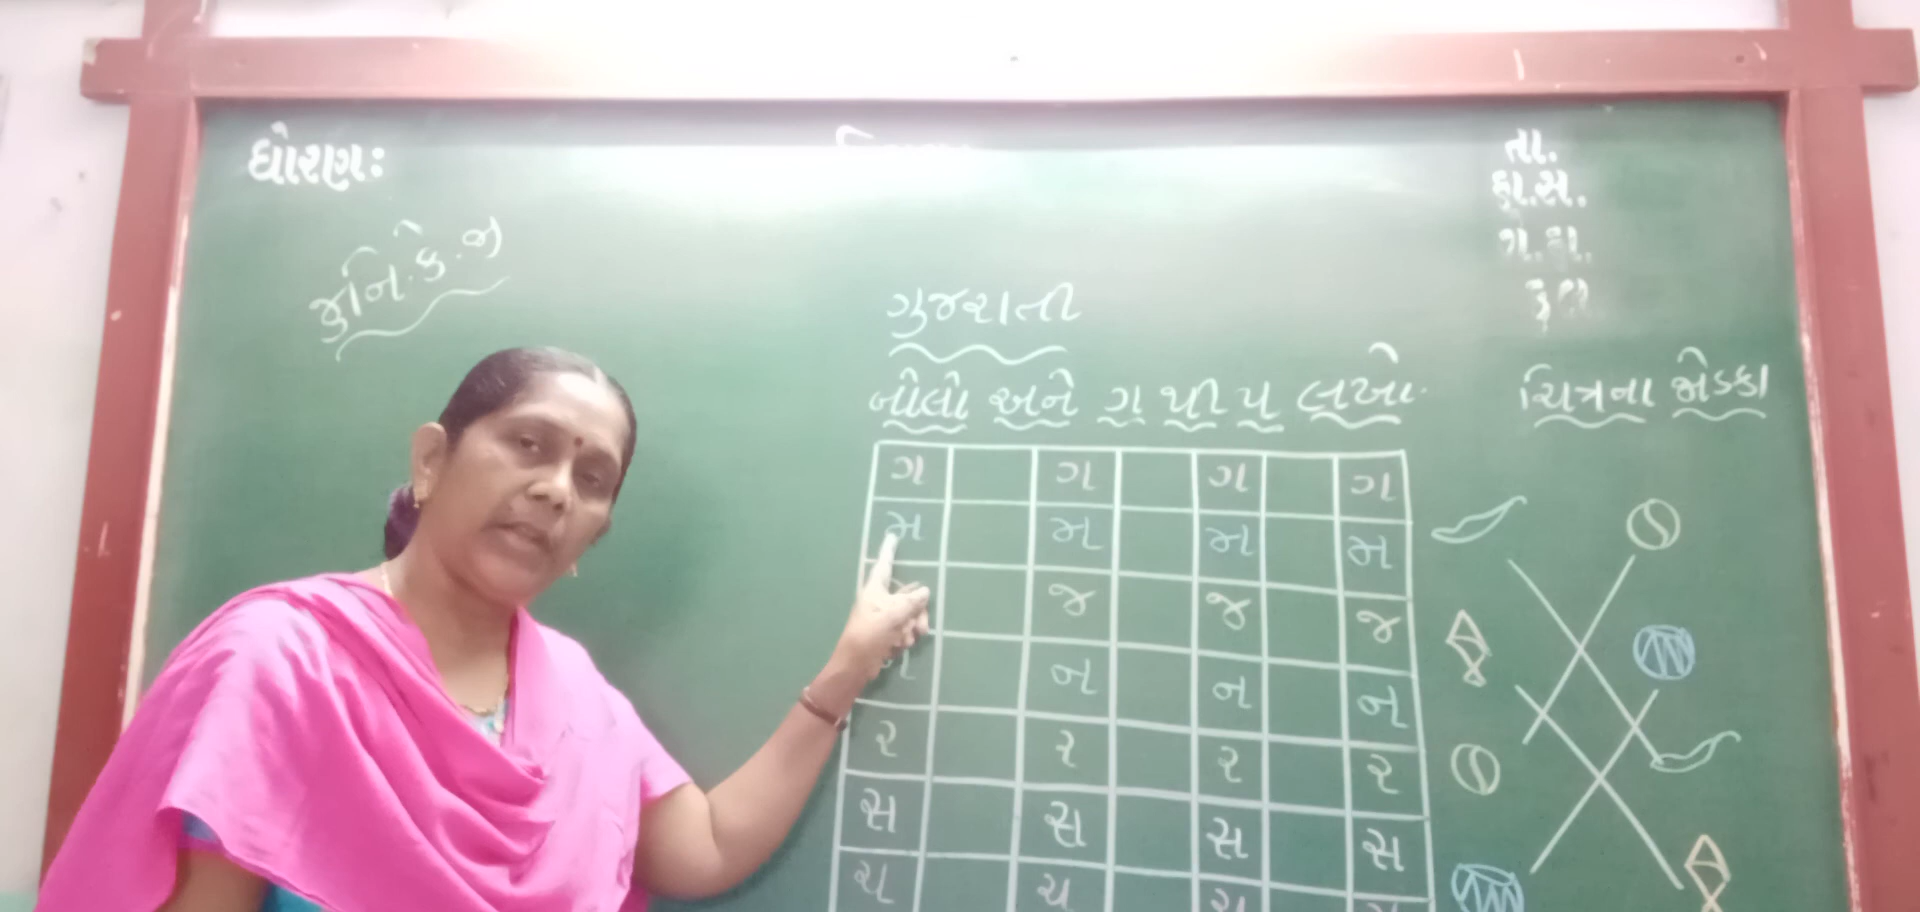 ધોરણઃ
તા.
જુનિ.કે.જી
ગુજરાતી
બોલો અને ગ થી ય લખો.
ચિત્રના જોડકા
ગ ગ ગ ગ
મ મ મ મ
જ જ જ
ન ન ન ન
ર ર ર ર
સ સ સ સ
ચ ચ ચ